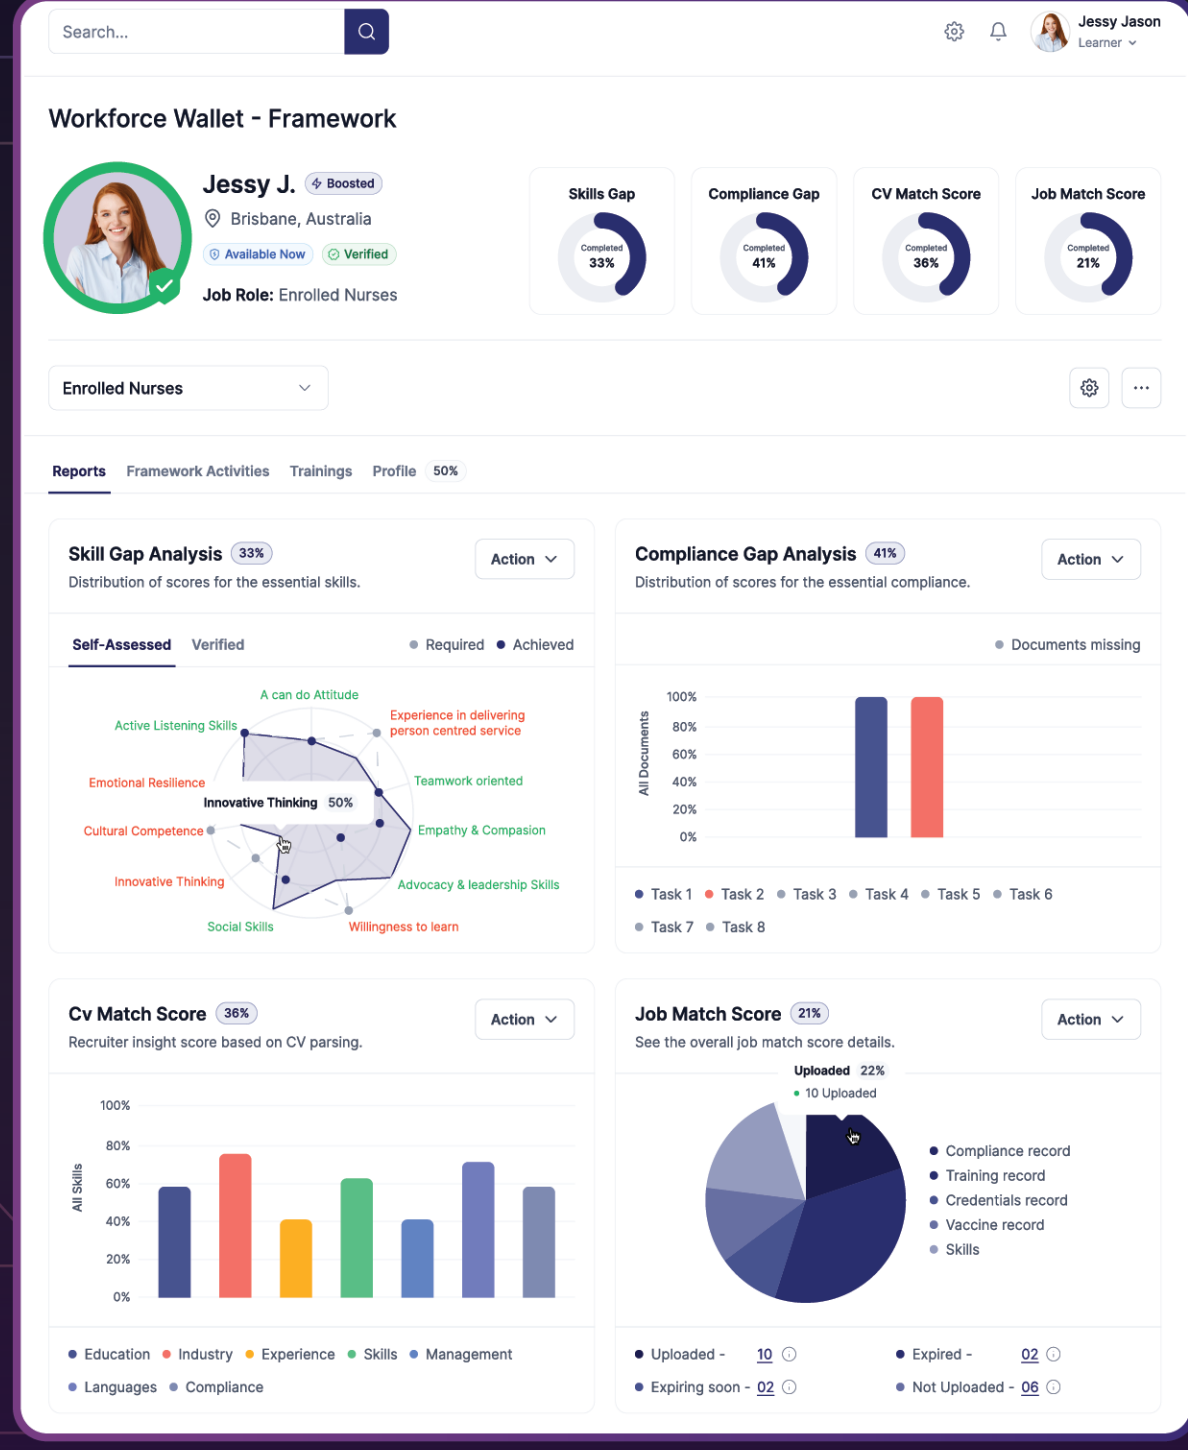 Search...
Jessy Jason
Learner
Workforce Wallet - Framework
Jessy J.
Boosted
Brisbane, Australia
Available Now
Verified
Job Role: Enrolled Nurses
Skills Gap
Completed
33%
Compliance Gap
Completed
41%
CV Match Score
Completed
36%
Job Match Score
Completed
21%
Enrolled Nurses
Reports
Framework Activities
Trainings
Profile
50%
Skill Gap Analysis 33%
Distribution of scores for the essential skills.
Action
Self-Assessed
Verified
Required
Achieved
A can do Attitude
Active Listening Skills
Experience in delivering
person centred service
Emotional Resilience
Teamwork oriented
Innovative Thinking 50%
Cultural Competence
Empathy & Compasion
Innovative Thinking
Advocacy & leadership Skills
Social Skills
Willingness to learn
Compliance Gap Analysis 41%
Distribution of scores for the essential compliance.
Action
Documents missing
All Documents
100%
80%
60%
40%
20%
0%
Task 1
Task 2
Task 3
Task 4
Task 5
Task 6
Task 7
Task 8
Cv Match Score 36%
Recruiter insight score based on CV parsing.
Action
All Skills
100%
80%
60%
40%
20%
0%
Education
Industry
Experience
Skills
Management
Languages
Compliance
Job Match Score 21%
See the overall job match score details.
Action
Uploaded 22%
10 Uploaded
Compliance record
Training record
Credentials record
Vaccine record
Skills
Uploaded - 10
Expired - 02
Expiring soon - 02
Not Uploaded - 06